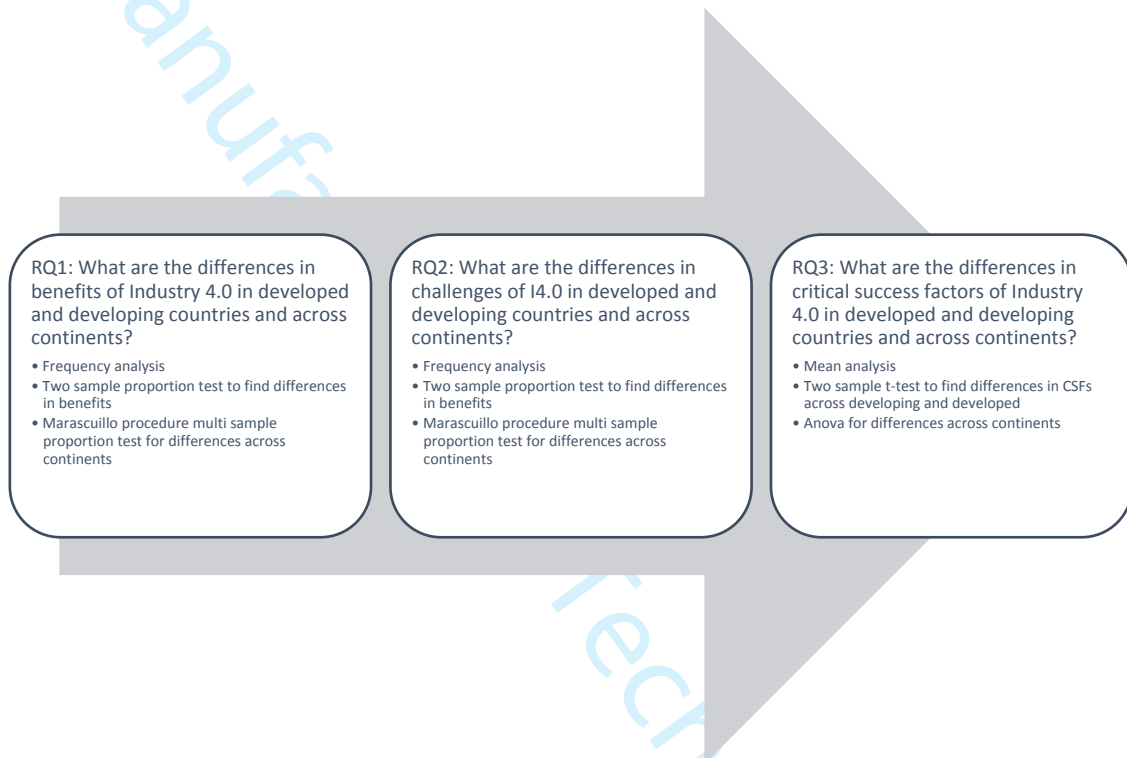 anufa
RQ1: What are the differences in
benefits of Industry 4.0 in developed
and developing countries and across
continents?
• Frequency analysis
• Two sample proportion test to find differences
in benefits
• Marascuillo procedure multi sample
proportion test for differences across
continents
RQ2: What are the differences in
challenges of I4.0 in developed and
developing countries and across
continents?
• Frequency analysis
• Two sample proportion test to find differences
in benefits
• Marascuillo procedure multi sample
proportion test for differences across
continents
RQ3: What are the differences in
critical success factors of Industry
4.0 in developed and developing
countries and across continents?
• Mean analysis
• Two sample t-test to find differences in CSFs
across developing and developed
• Anova for differences across continents
Tech